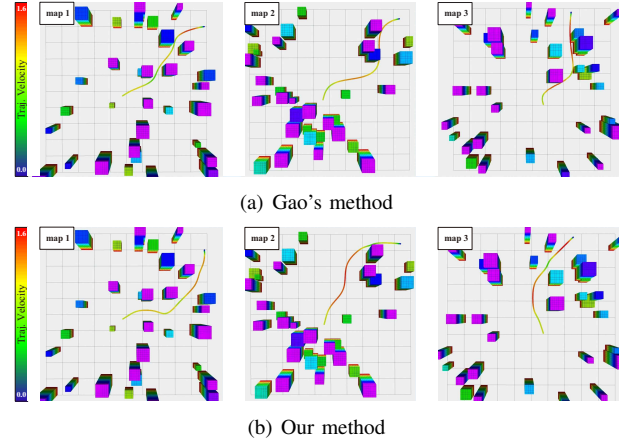 1.6
map 1
map 2
map 3
Traj. Velocity
0.0
(a) Gao's method
1.6
map 1
map 2
map 3
Traj. Velocity
0.0
(b) Our method